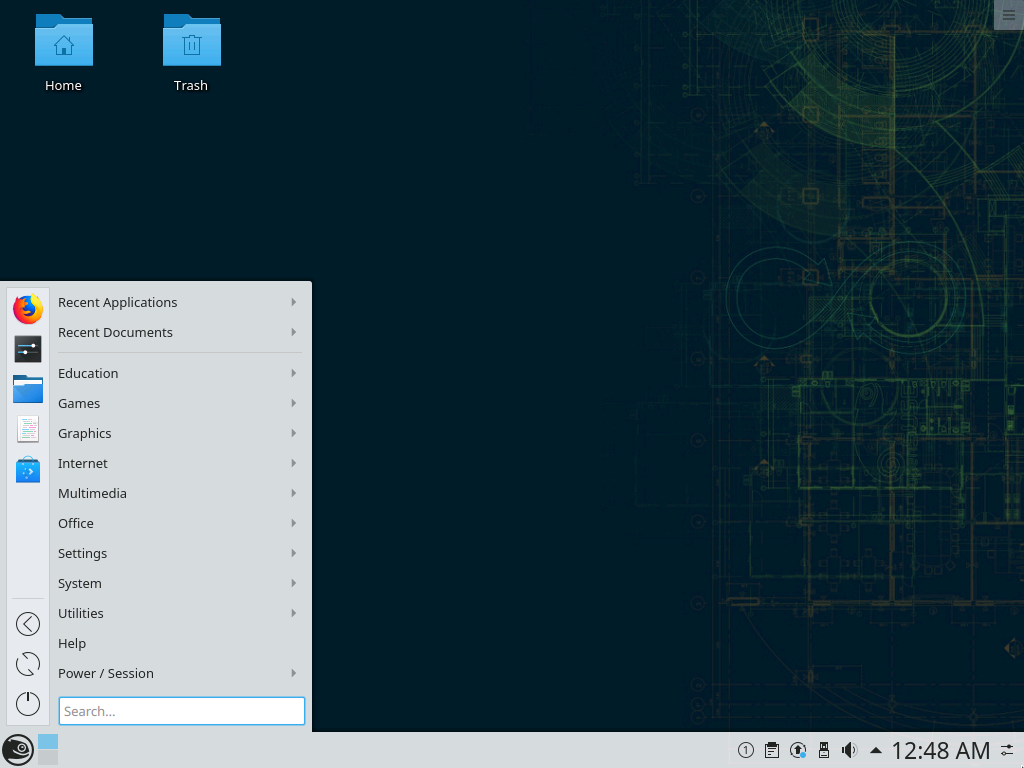 Home
Trash
Recent Applications
Recent Documents
Education
Games
Graphics
Internet
Multimedia
Office
Settings
System
Utilities
Help
Power / Session
Search...
1
12:48 AM